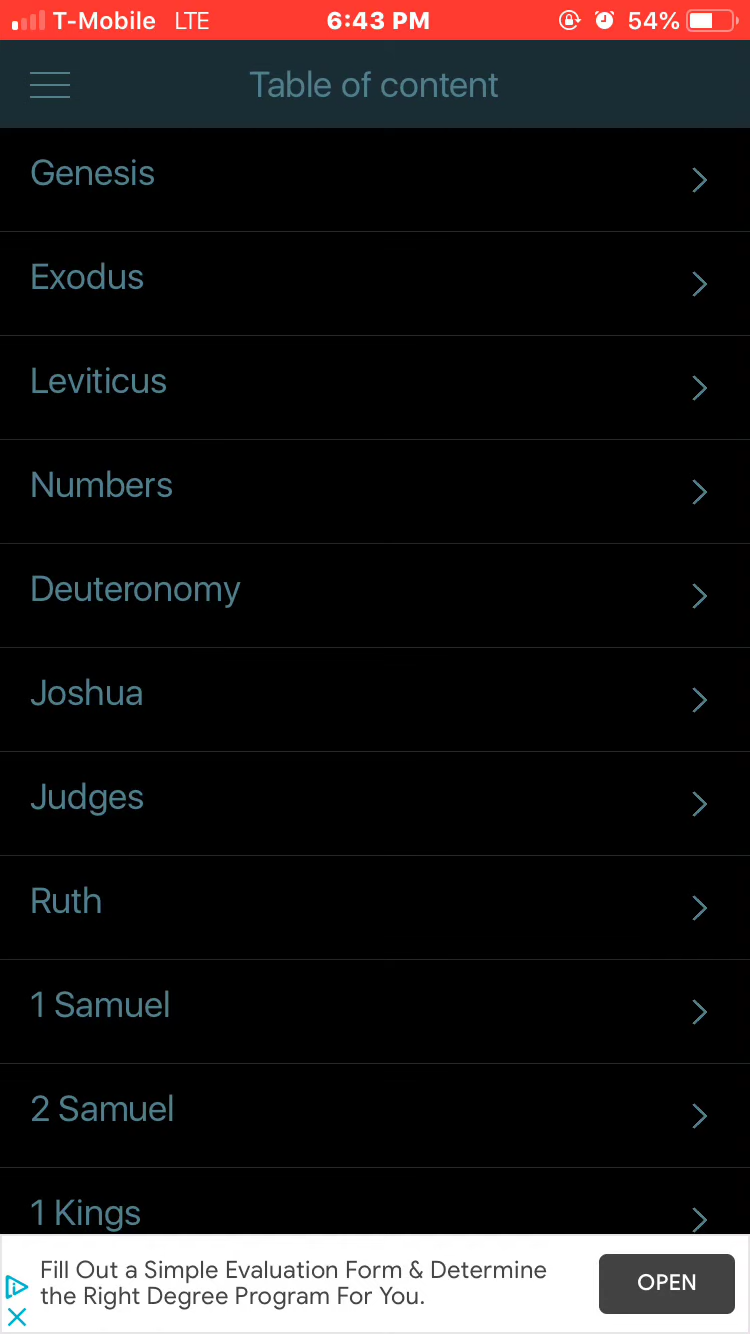 T-Mobile LTE 6:43 PM 54%
Table of content
Genesis
Exodus
Leviticus
Numbers
Deuteronomy
Joshua
Judges
Ruth
1 Samuel
2 Samuel
1 Kings
Fill Out a Simple Evaluation Form & Determine
the Right Degree Program For You.
OPEN